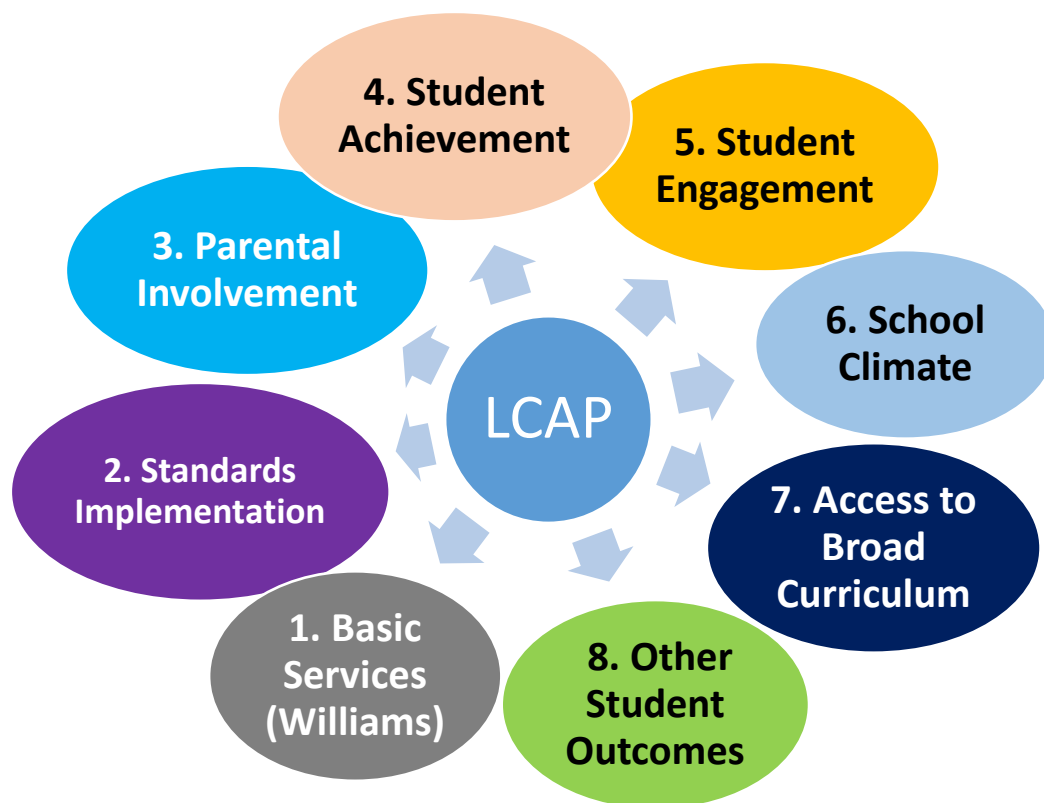 4. Student
Achievement
5. Student
Engagement
3. Parental
Involvement
6. School
Climate
LCAP
2. Standards
Implementation
7. Access to
Broad
Curriculum
1. Basic
Services
(Williams)
8. Other
Student
Outcomes